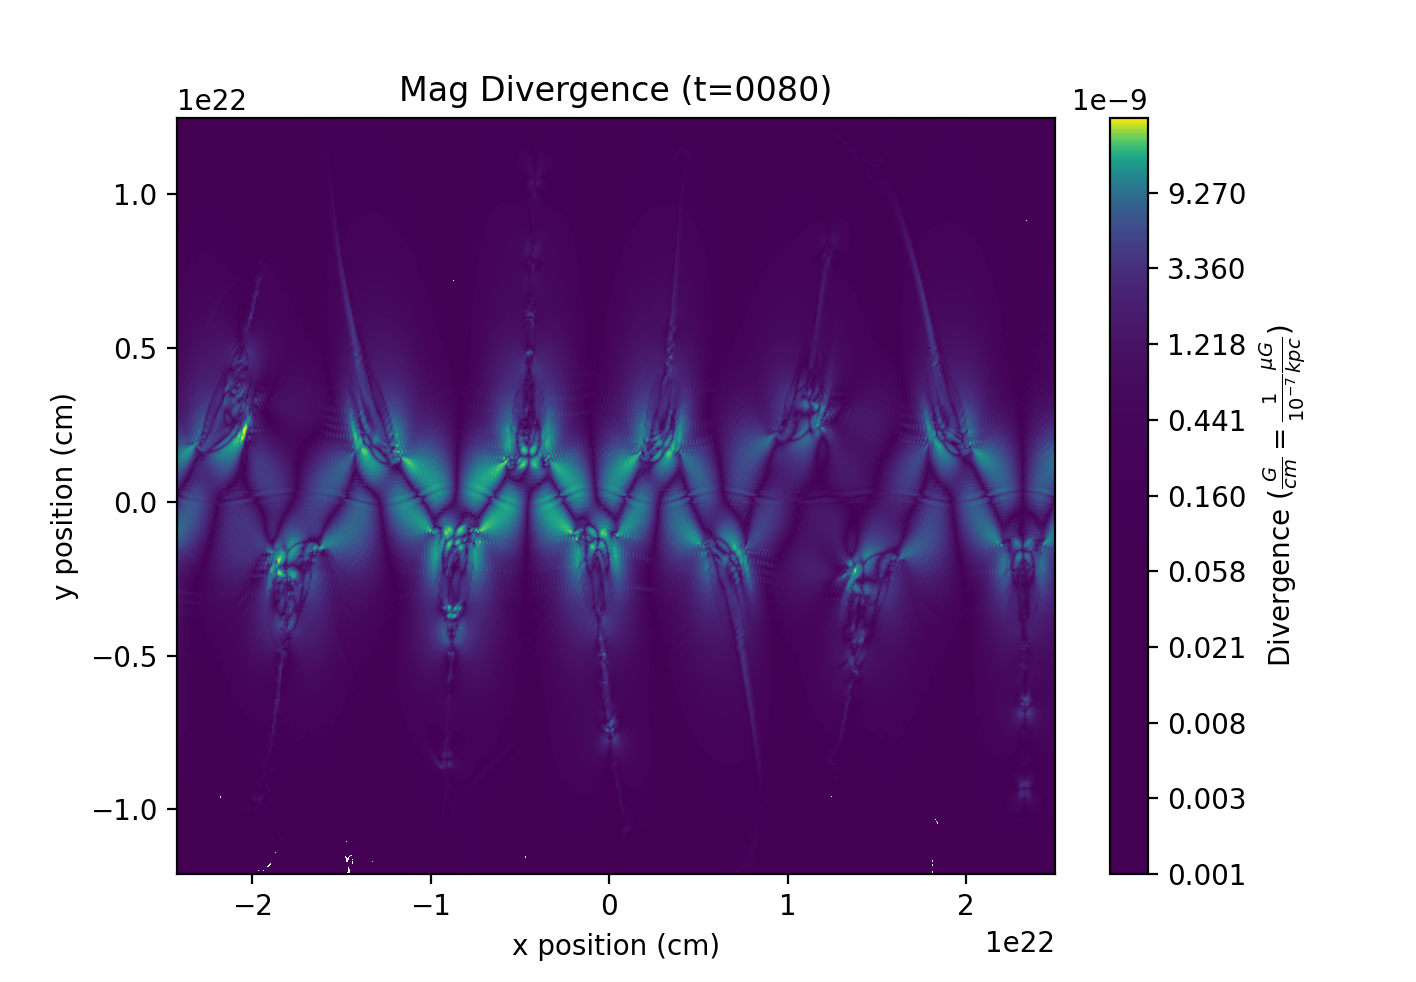 Mag Divergence (t=0080)
1e22
1e−9
1.0
0.5
0.0
−0.5
−1.0
y position (cm)
−2
−1
0
1
2
1e22
x position (cm)
9.270
3.360
1.218
0.441
0.160
0.058
0.021
0.008
0.003
0.001
Divergence (G/cm = 1/10⁻⁷ μG/kpc)